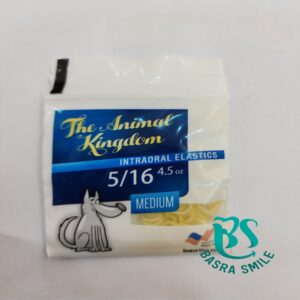 The Animal
Kingdom
INTRAORAL ELASTICS
5/16 4.5 oz
MEDIUM
BS
BASRA SMILE